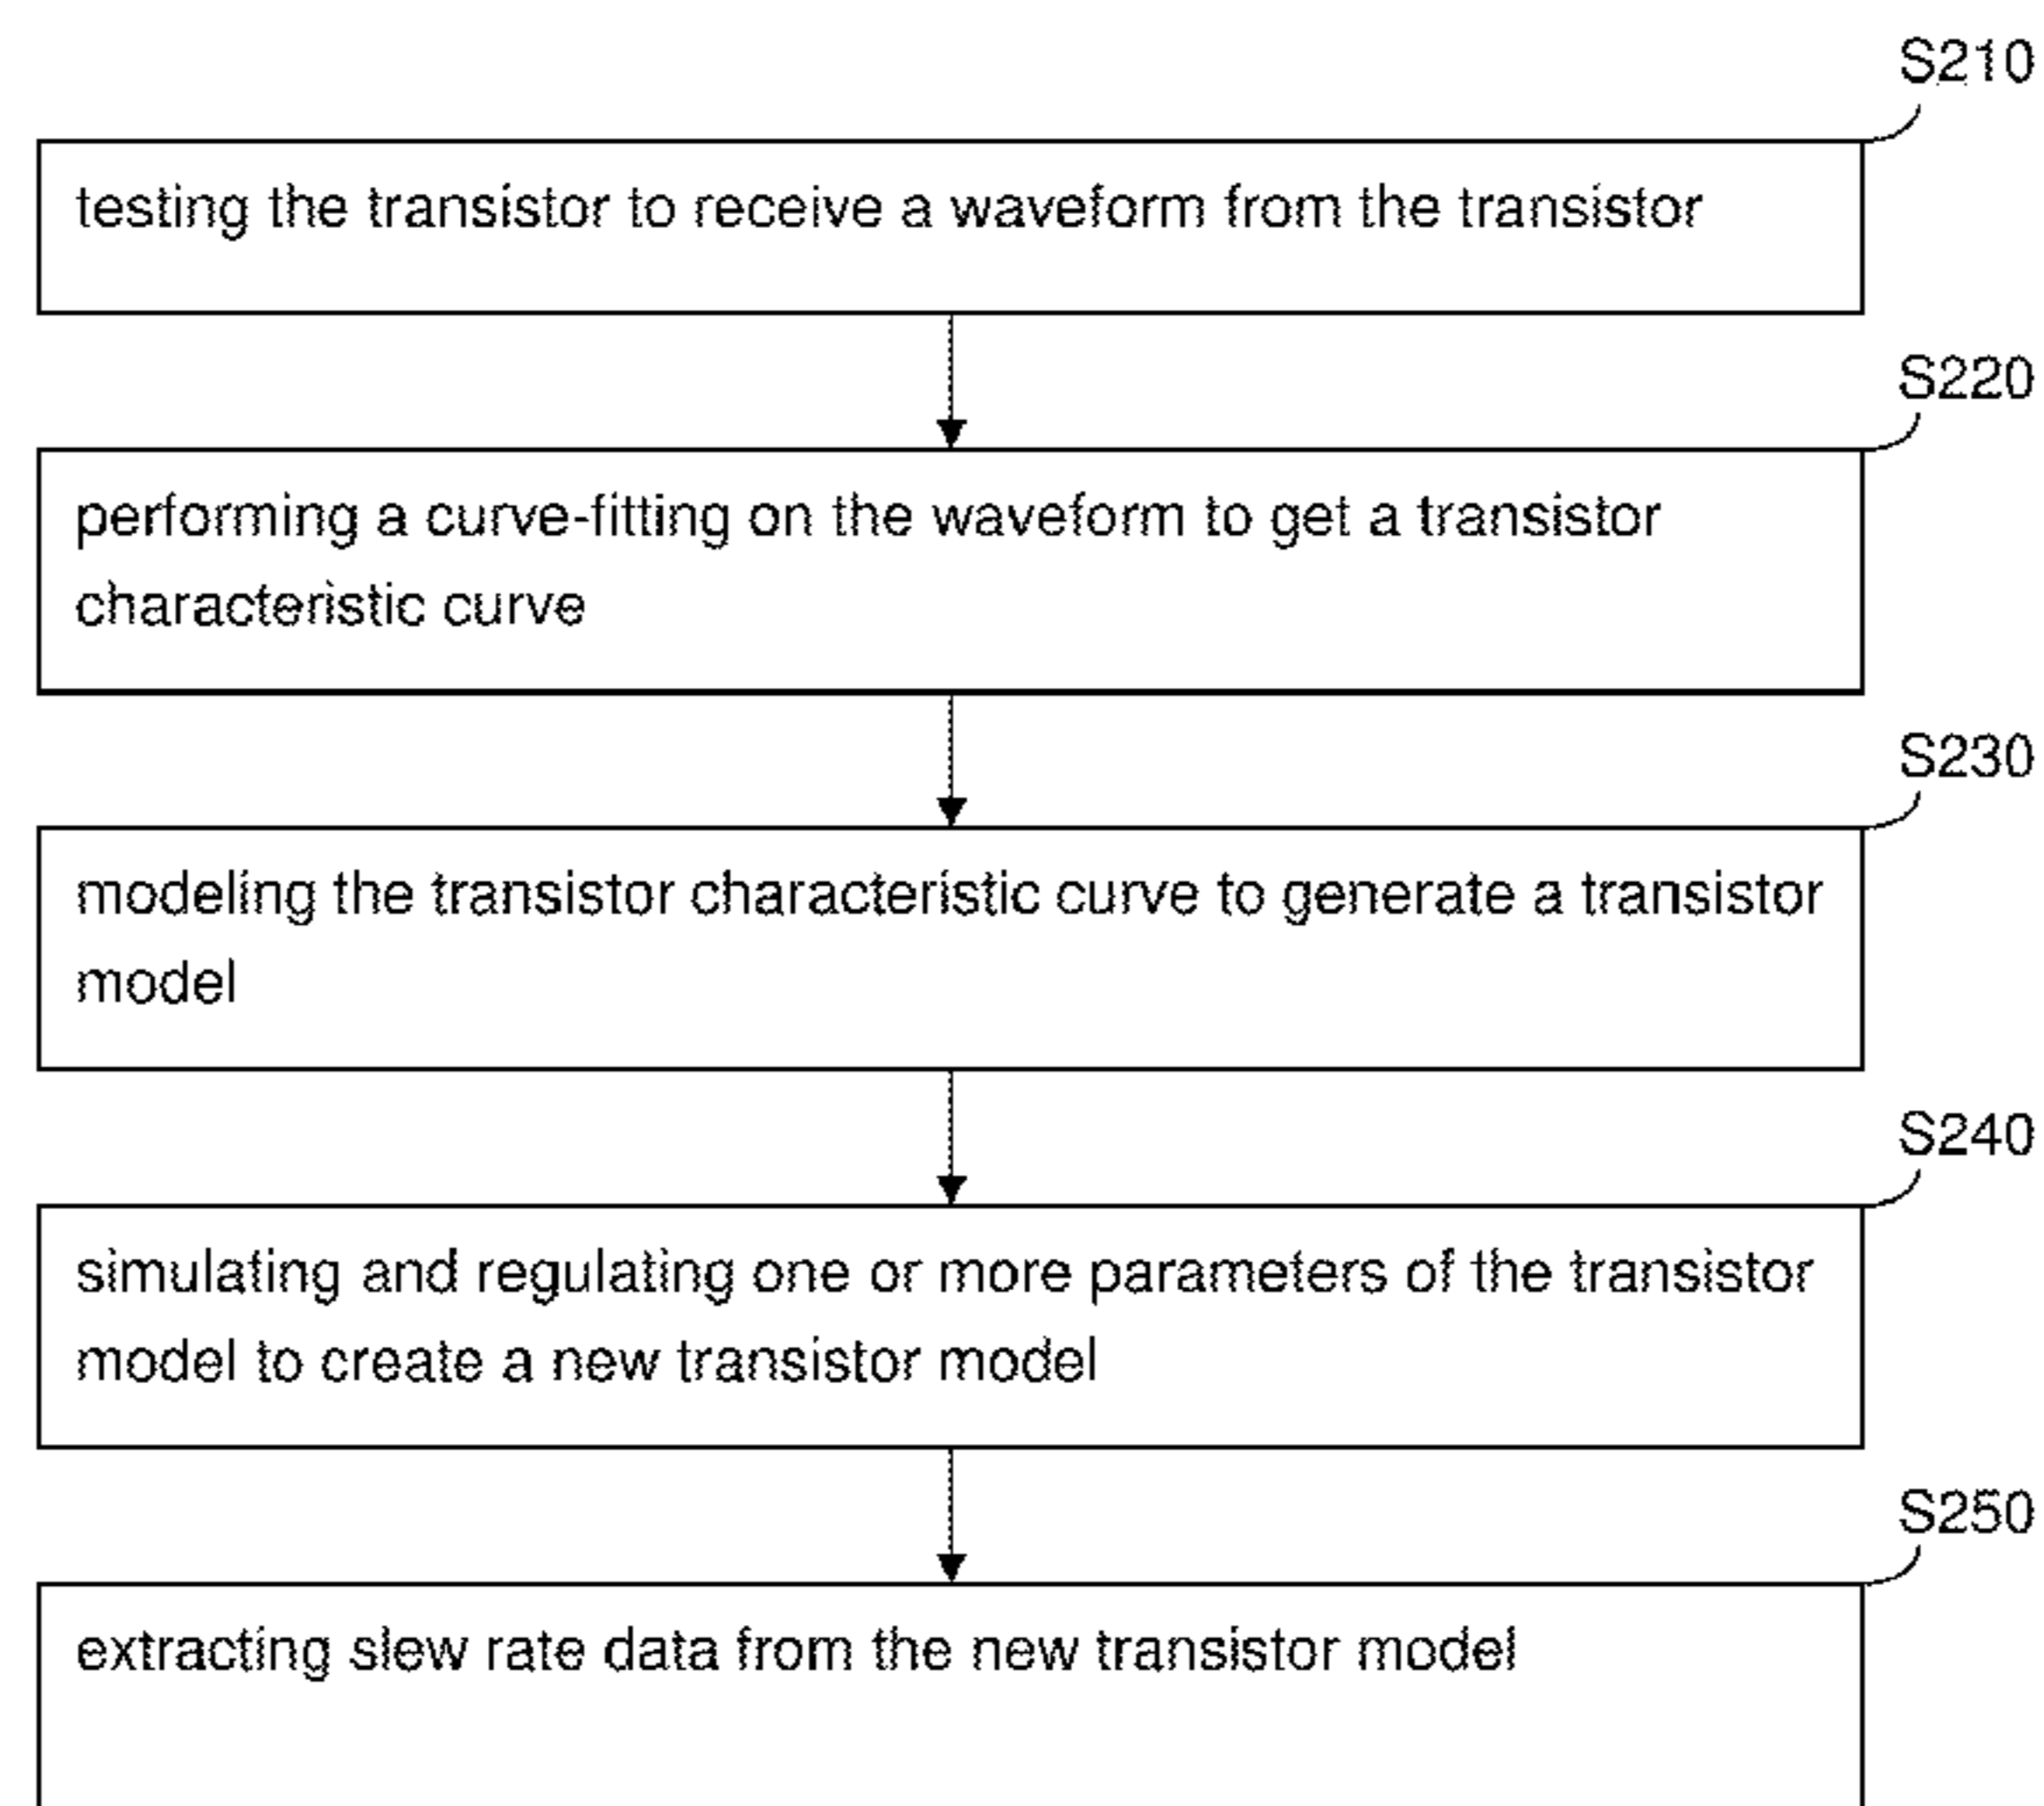 S210
testing the transistor to receive a waveform from the transistor
S220
performing a curve-fitting on the waveform to get a transistor
characteristic curve
S230
modeling the transistor characteristic curve to generate a transistor
model
S240
simulating and regulating one or more parameters of the transistor
model to create a new transistor model
S250
extracting slew rate data from the new transistor model